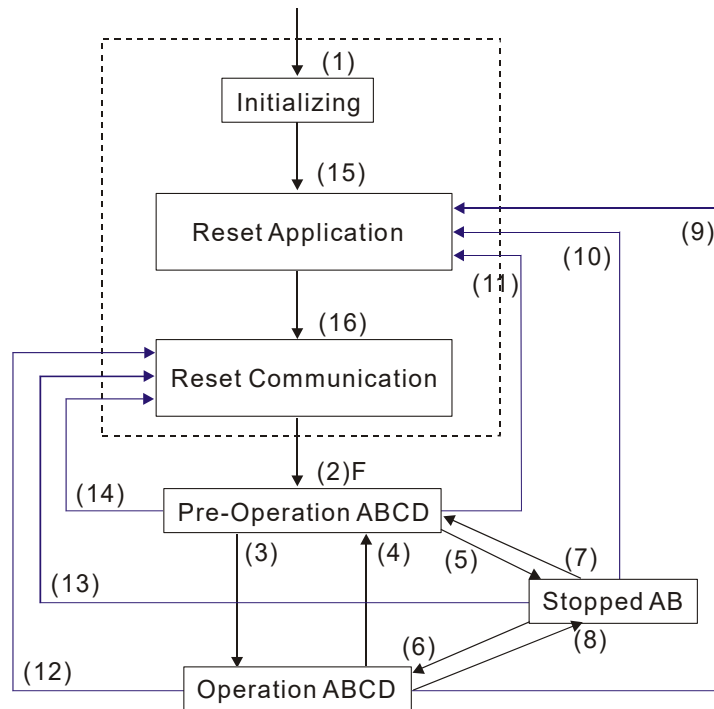 (1)
Initializing
(15)
Reset Application
(9)
(10)
(11)
(16)
Reset Communication
(2)F
(14)
Pre-Operation ABCD
(3)
(4)
(5)
(7)
(13)
Stopped AB
(6)
(8)
(12)
Operation ABCD